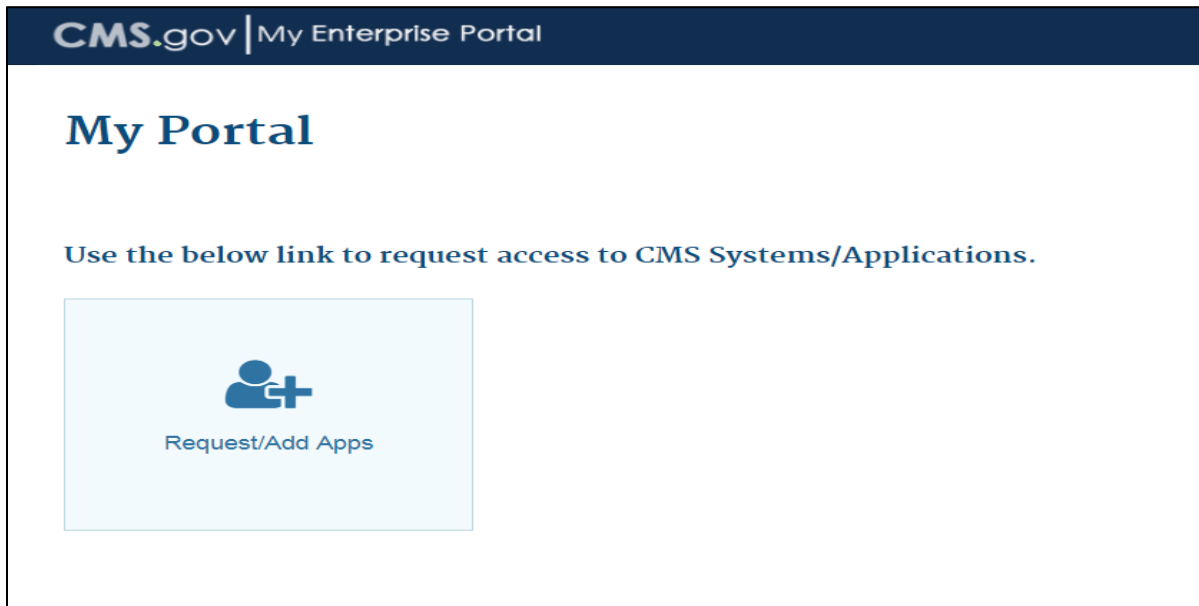 CMS.gov My Enterprise Portal
My Portal
Use the below link to request access to CMS Systems/Applications.
Request/Add Apps